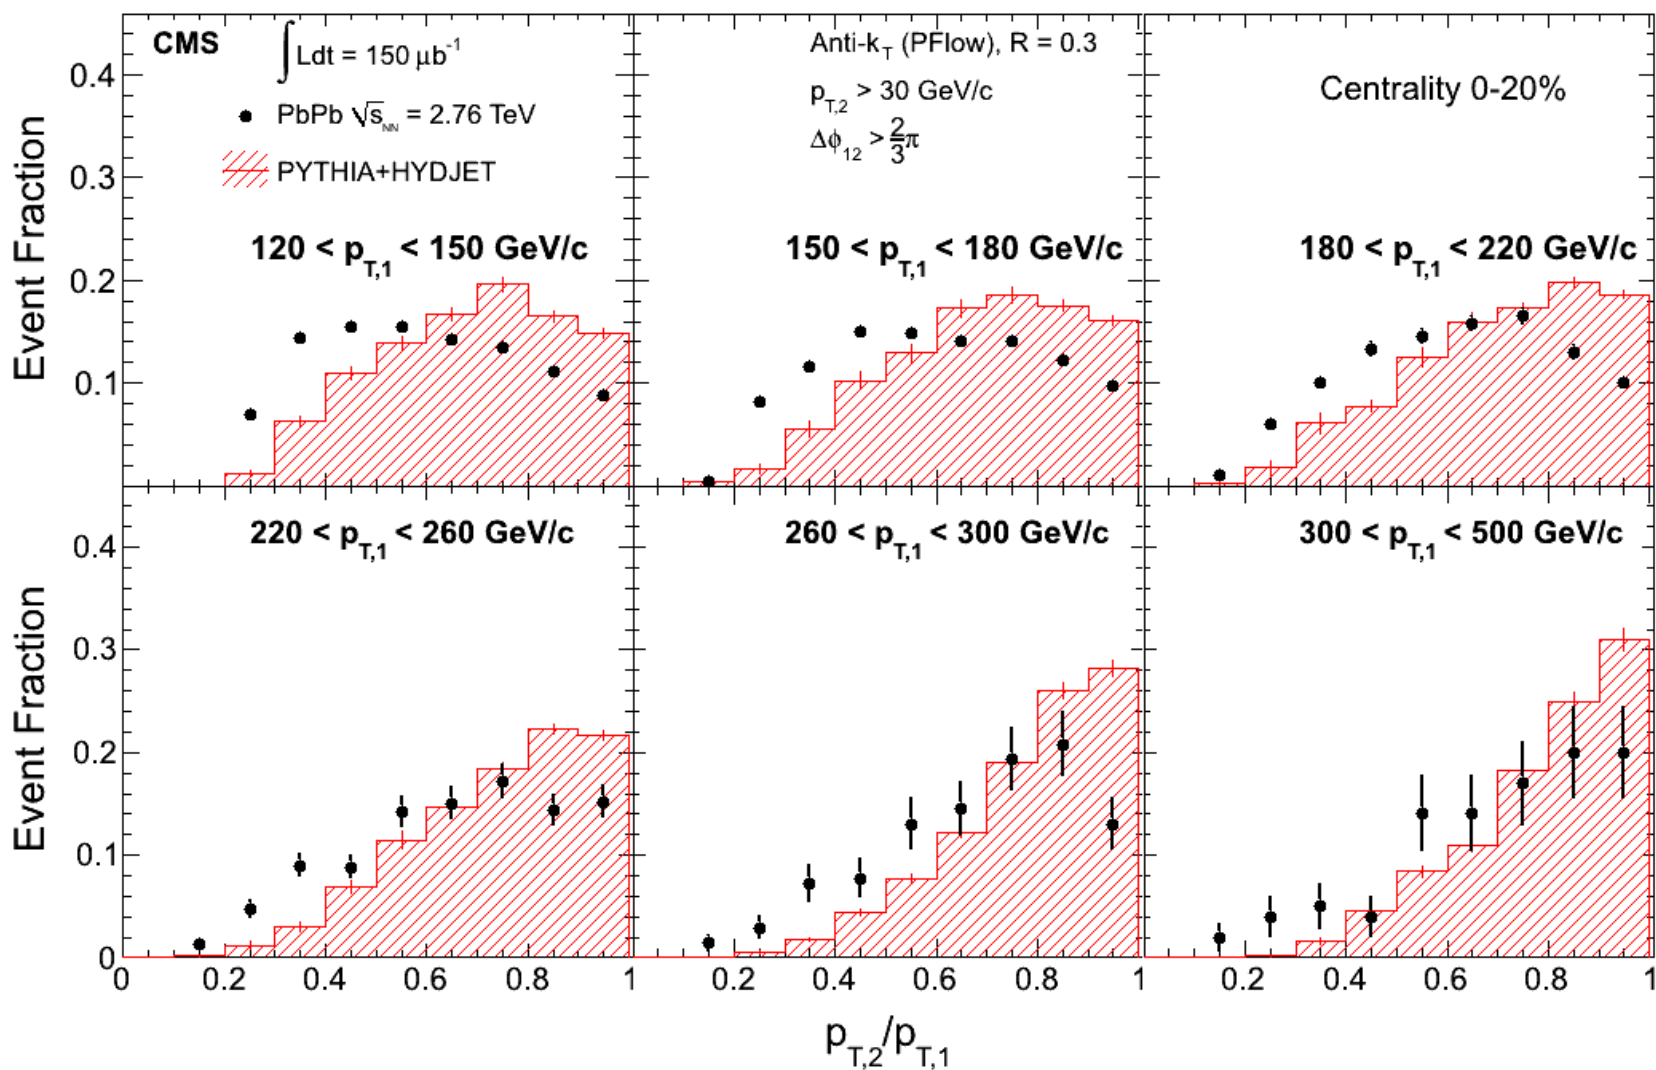 CMS
∫Ldt = 150 μb⁻¹
PbPb √s_NN = 2.76 TeV
PYTHIA+HYDJET
Anti-k_T (PFlow), R = 0.3
p_T,2 > 30 GeV/c
Δϕ_12 > 2/3 π
Centrality 0-20%
120 < p_T,1 < 150 GeV/c
150 < p_T,1 < 180 GeV/c
180 < p_T,1 < 220 GeV/c
Event Fraction
0.4
0.3
0.2
0.1
220 < p_T,1 < 260 GeV/c
260 < p_T,1 < 300 GeV/c
300 < p_T,1 < 500 GeV/c
Event Fraction
0.4
0.3
0.2
0.1
0
0 0.2 0.4 0.6 0.8 1 0.2 0.4 0.6 0.8 1 0.2 0.4 0.6 0.8 1
p_T,2/p_T,1